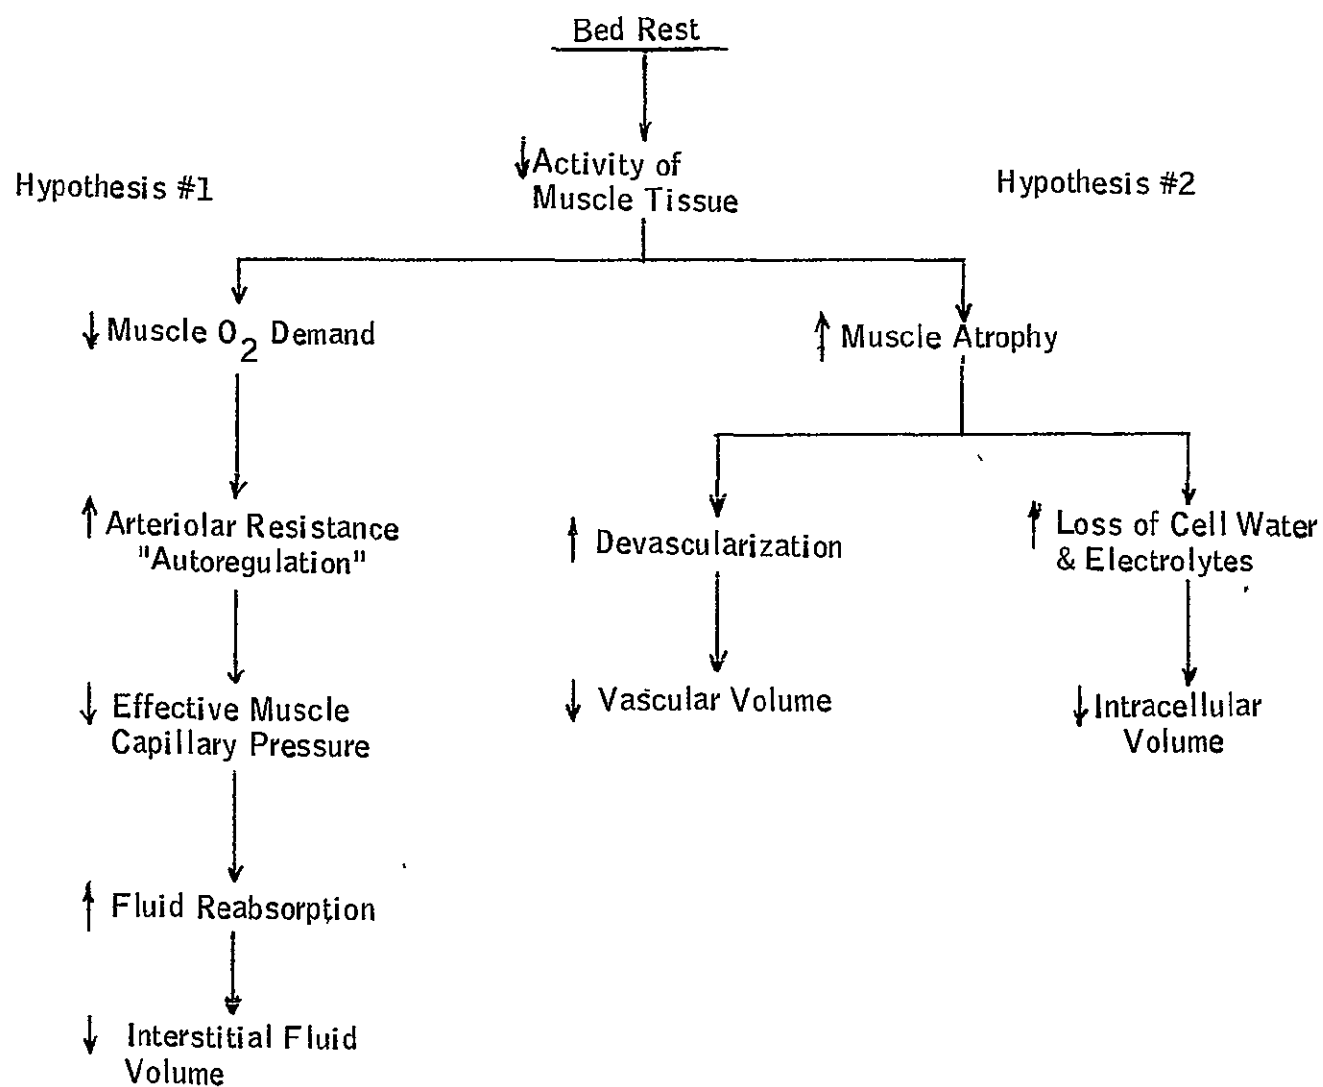 Bed Rest
↓ Activity of
Muscle Tissue
Hypothesis #1
Hypothesis #2
↓ Muscle O2 Demand
↑ Muscle Atrophy
↑ Arteriolar Resistance
"Autoregulation"
↑ Devascularization
↑ Loss of Cell Water
& Electrolytes
↓ Effective Muscle
Capillary Pressure
↓ Vascular Volume
↓ Intracellular
Volume
↑ Fluid Reabsorption
↓ Interstitial Fluid
Volume